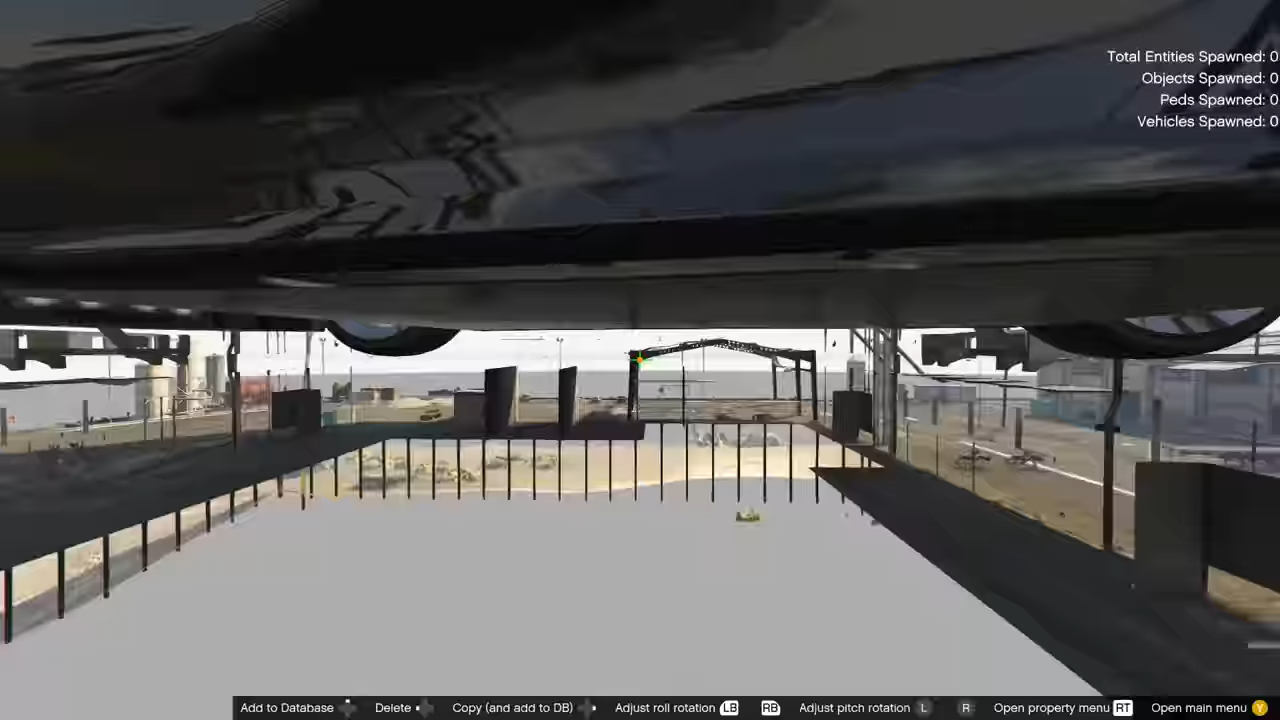 Total Entities Spawned: 0
Objects Spawned: 0
Peds Spawned: 0
Vehicles Spawned: 0
Add to Database Delete Copy (and add to DB) Adjust roll rotation LB RB Adjust pitch rotation L R Open property menu RT Open main menu Y